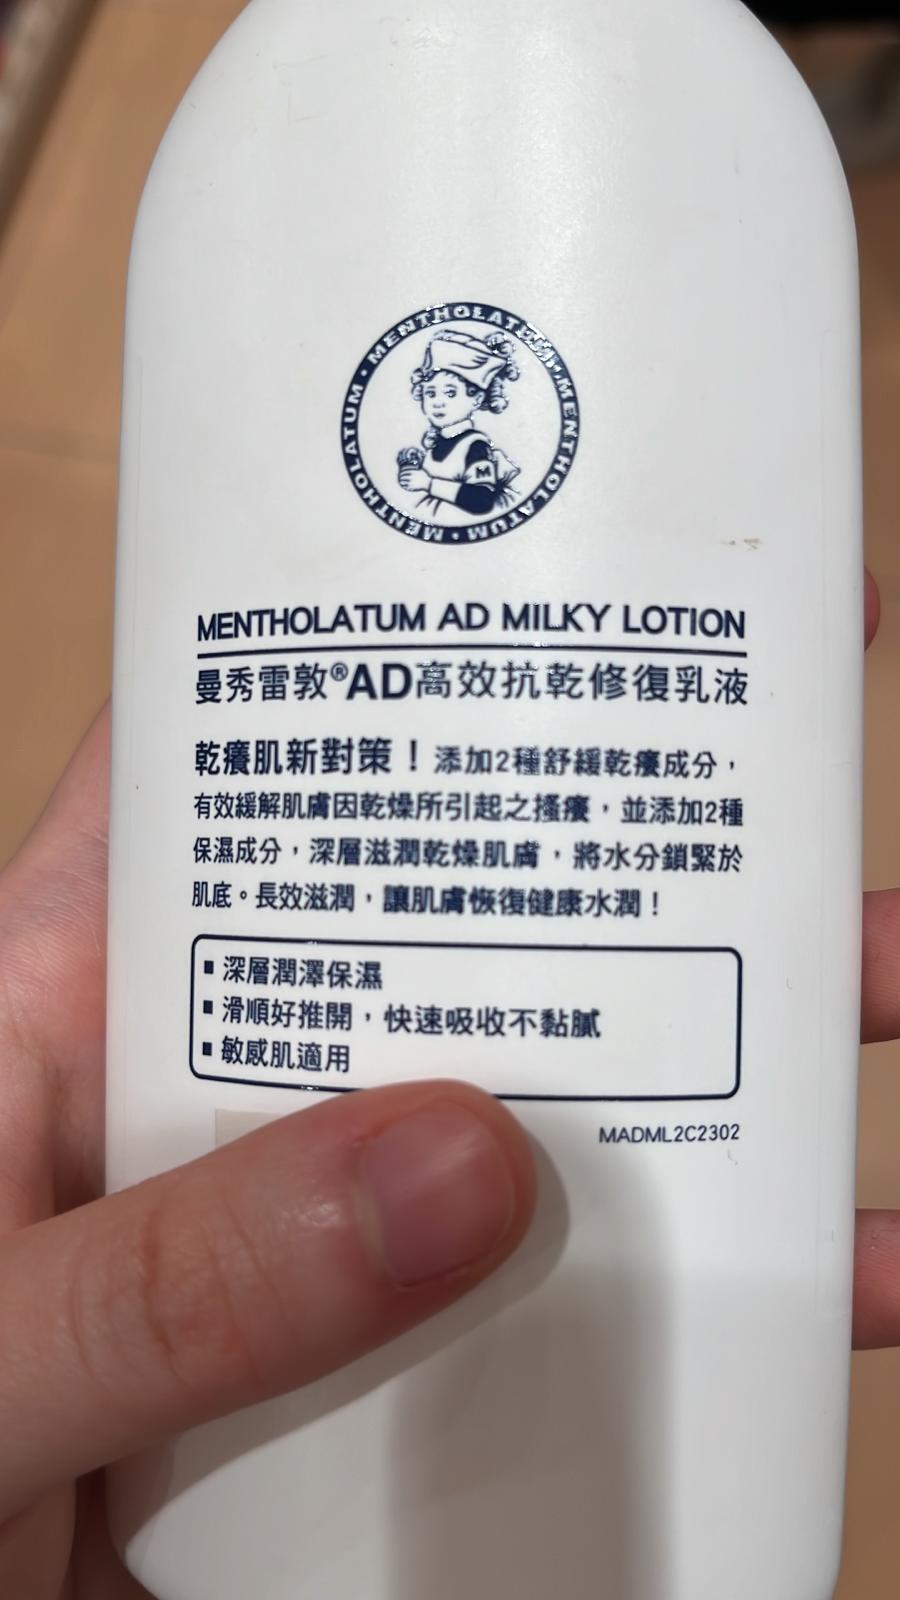 MENTHOLATUM • MENTHOLATUM • MENTHOLATUM •
M
MENTHOLATUM AD MILKY LOTION
曼秀雷敦®AD高效抗乾修復乳液
乾癢肌新對策！添加2種舒緩乾癢成分，
有效緩解肌膚因乾燥所引起之搔癢，並添加2種
保濕成分，深層滋潤乾燥肌膚，將水分鎖緊於
肌底。長效滋潤，讓肌膚恢復健康水潤！
▪ 深層潤澤保濕
▪ 滑順好推開，快速吸收不黏膩
▪ 敏感肌適用
MADML2C2302